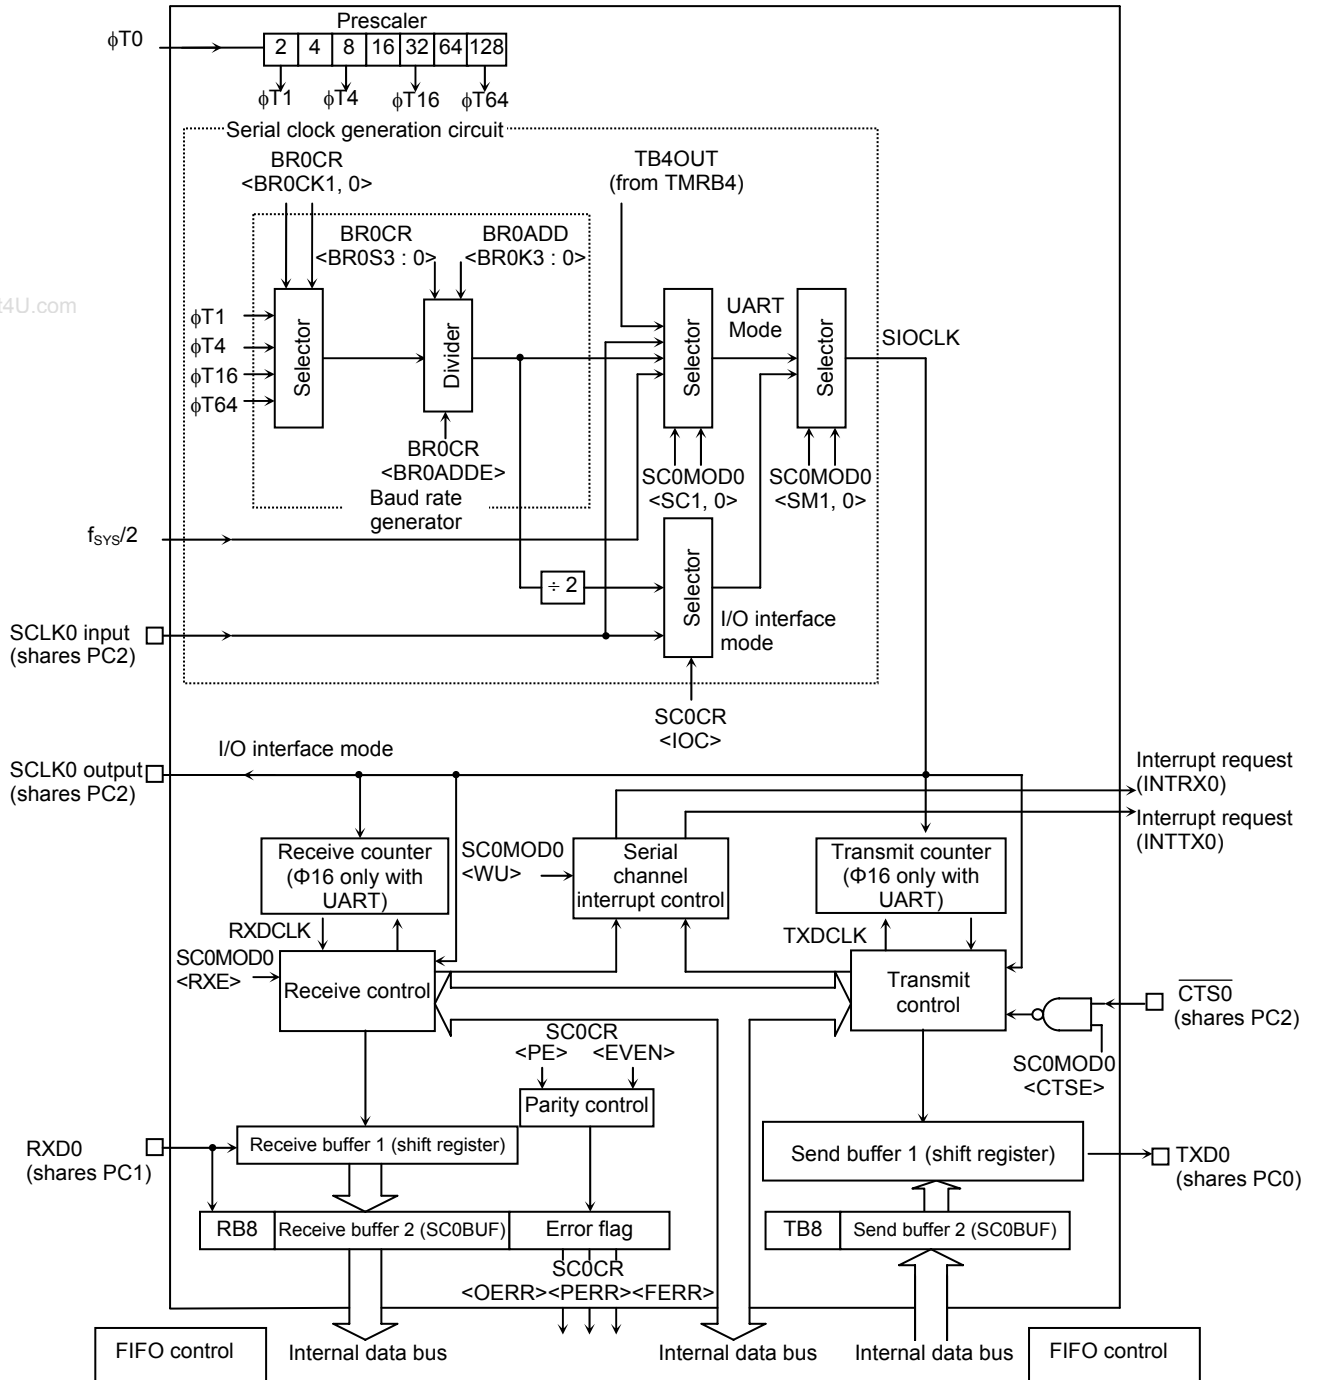 Prescaler
ϕT0
2 4 8 16 32 64 128
ϕT1 ϕT4 ϕT16 ϕT64
Serial clock generation circuit
BR0CR
<BR0CK1, 0>
TB4OUT
(from TMRB4)
BR0CR
<BR0S3 : 0>
BR0ADD
<BR0K3 : 0>
t4U.com
ϕT1
ϕT4
ϕT16
ϕT64
Selector
Divider
Selector
UART
Mode
Selector
SIOCLK
BR0CR
<BR0ADDE>
Baud rate
generator
SC0MOD0
<SC1, 0>
SC0MOD0
<SM1, 0>
fSYS/2
÷ 2
Selector
I/O interface
mode
SCLK0 input
(shares PC2)
SC0CR
<IOC>
I/O interface mode
SCLK0 output
(shares PC2)
Interrupt request
(INTRX0)
Interrupt request
(INTTX0)
Receive counter
(Φ16 only with
UART)
SC0MOD0
<WU>
Serial
channel
interrupt control
Transmit counter
(Φ16 only with
UART)
RXDCLK
TXDCLK
SC0MOD0
<RXE>
Receive control
Transmit
control
CTS0
(shares PC2)
SC0MOD0
<CTSE>
SC0CR
<PE> <EVEN>
Parity control
RXD0
(shares PC1)
Receive buffer 1 (shift register)
Send buffer 1 (shift register)
TXD0
(shares PC0)
RB8
Receive buffer 2 (SC0BUF)
Error flag
TB8
Send buffer 2 (SC0BUF)
SC0CR
<OERR><PERR><FERR>
FIFO control
Internal data bus
Internal data bus
Internal data bus
FIFO control